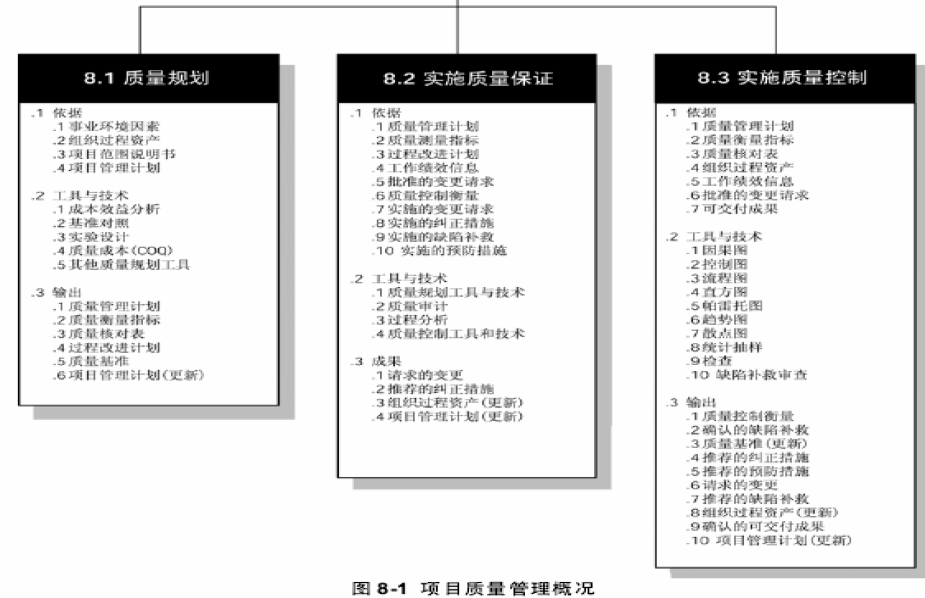 8.1 质量规划
.1 依据
.1 事业环境因素
.2 组织过程资产
.3 项目范围说明书
.4 项目管理计划
.2 工具与技术
.1 成本效益分析
.2 基准对照
.3 实验设计
.4 质量成本(COQ)
.5 其他质量规划工具
.3 输出
.1 质量管理计划
.2 质量衡量指标
.3 质量核对表
.4 过程改进计划
.5 质量基准
.6 项目管理计划(更新)
8.2 实施质量保证
.1 依据
.1 质量管理计划
.2 质量测量指标
.3 过程改进计划
.4 工作绩效信息
.5 批准的变更请求
.6 质量控制衡量
.7 实施的变更请求
.8 实施的纠正措施
.9 实施的缺陷补救
.10 实施的预防措施
.2 工具与技术
.1 质量规划工具与技术
.2 质量审计
.3 过程分析
.4 质量控制工具和技术
.3 成果
.1 请求的变更
.2 推荐的纠正措施
.3 组织过程资产(更新)
.4 项目管理计划(更新)
8.3 实施质量控制
.1 依据
.1 质量管理计划
.2 质量衡量指标
.3 质量核对表
.4 组织过程资产
.5 工作绩效信息
.6 批准的变更请求
.7 可交付成果
.2 工具与技术
.1 因果图
.2 控制图
.3 流程图
.4 直方图
.5 帕雷托图
.6 趋势图
.7 散点图
.8 统计抽样
.9 检查
.10 缺陷补救审查
.3 输出
.1 质量控制衡量
.2 确认的缺陷补救
.3 质量基准(更新)
.4 推荐的纠正措施
.5 推荐的预防措施
.6 请求的变更
.7 推荐的缺陷补救
.8 组织过程资产(更新)
.9 确认的可交付成果
.10 项目管理计划(更新)
图 8-1 项目质量管理概况